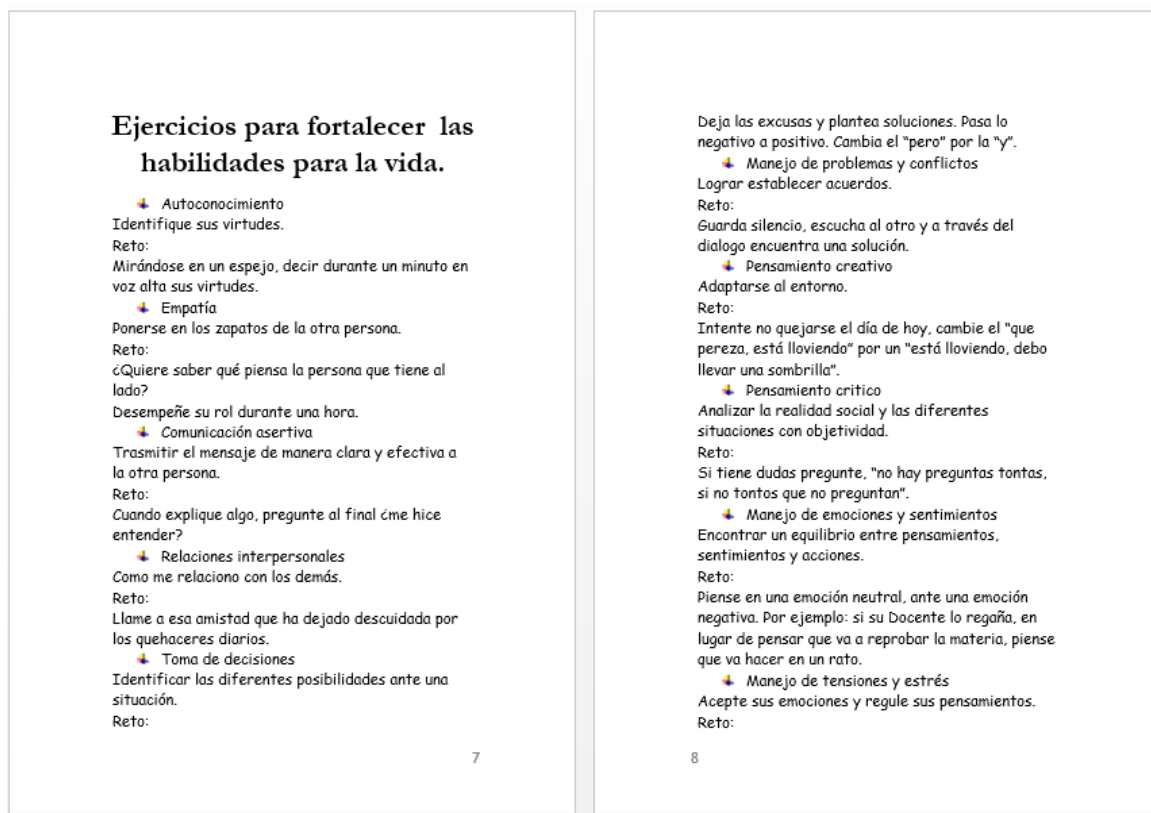 Ejercicios para fortalecer las
habilidades para la vida.
Autoconocimiento
Identifique sus virtudes.
Reto:
Mirándose en un espejo, decir durante un minuto en
voz alta sus virtudes.
Empatía
Ponerse en los zapatos de la otra persona.
Reto:
¿Quiere saber qué piensa la persona que tiene al
lado?
Desempeñe su rol durante una hora.
Comunicación asertiva
Trasmitir el mensaje de manera clara y efectiva a
la otra persona.
Reto:
Cuando explique algo, pregunte al final ¿me hice
entender?
Relaciones interpersonales
Como me relaciono con los demás.
Reto:
Llame a esa amistad que ha dejado descuidada por
los quehaceres diarios.
Toma de decisiones
Identificar las diferentes posibilidades ante una
situación.
Reto:
7
Deja las excusas y plantea soluciones. Pasa lo
negativo a positivo. Cambia el "pero" por la "y".
Manejo de problemas y conflictos
Lograr establecer acuerdos.
Reto:
Guarda silencio, escucha al otro y a través del
dialogo encuentra una solución.
Pensamiento creativo
Adaptarse al entorno.
Reto:
Intente no quejarse el día de hoy, cambie el "que
pereza, está lloviendo" por un "está lloviendo, debo
llevar una sombrilla".
Pensamiento critico
Analizar la realidad social y las diferentes
situaciones con objetividad.
Reto:
Si tiene dudas pregunte, "no hay preguntas tontas,
si no tontos que no preguntan".
Manejo de emociones y sentimientos
Encontrar un equilibrio entre pensamientos,
sentimientos y acciones.
Reto:
Piense en una emoción neutral, ante una emoción
negativa. Por ejemplo: si su Docente lo regaña, en
lugar de pensar que va a reprobar la materia, piense
que va hacer en un rato.
Manejo de tensiones y estrés
Acepte sus emociones y regule sus pensamientos.
Reto:
8